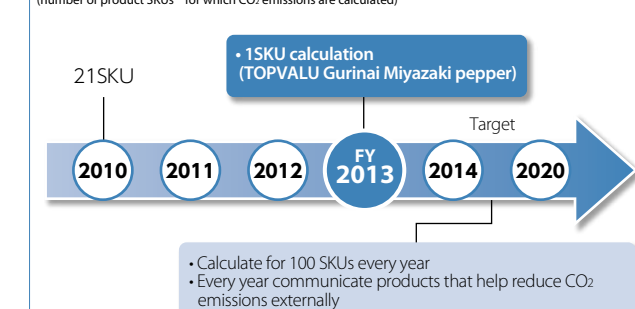 (number of product SKUs for which CO2 emissions are calculated)
• 1SKU calculation
(TOPVALU Gurinai Miyazaki pepper)
21SKU
Target
2010 2011 2012 FY 2013 2014 2020
• Calculate for 100 SKUs every year
• Every year communicate products that help reduce CO2
emissions externally